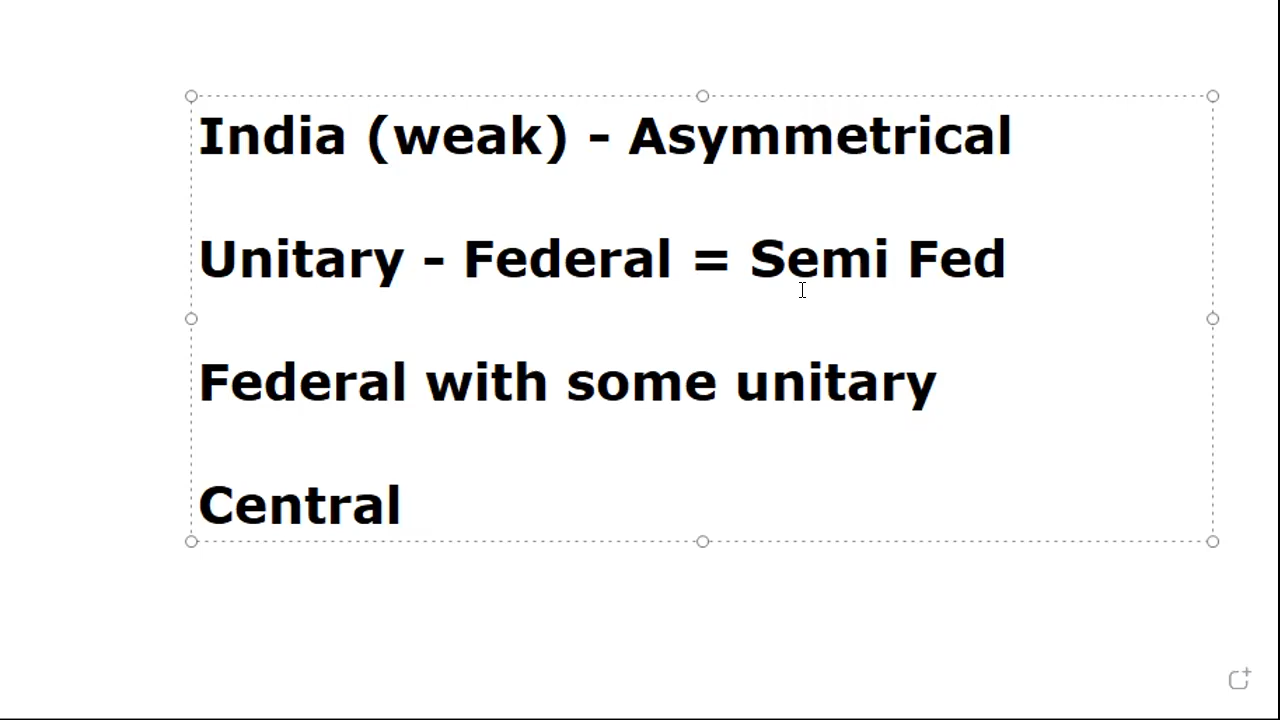 India (weak) - Asymmetrical
Unitary - Federal = Semi Fed
Federal with some unitary
Central